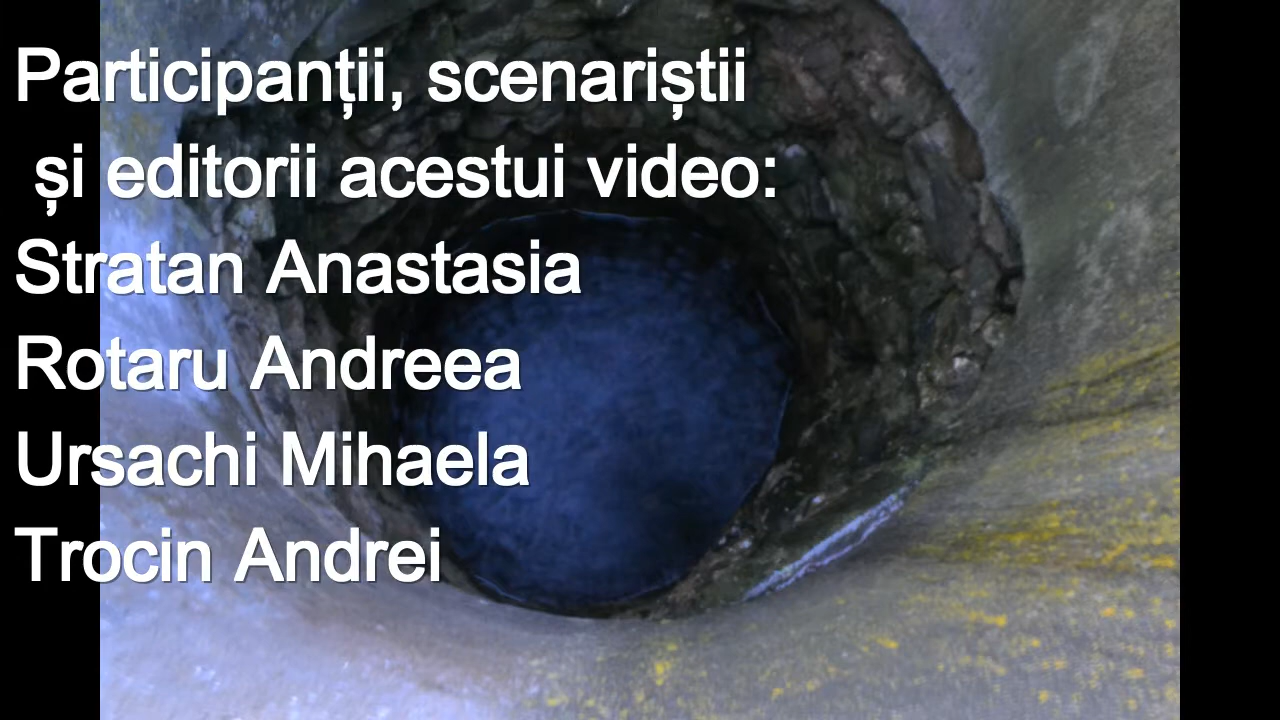 Participanții, scenariștii
și editorii acestui video:
Stratan Anastasia
Rotaru Andreea
Ursachi Mihaela
Trocin Andrei